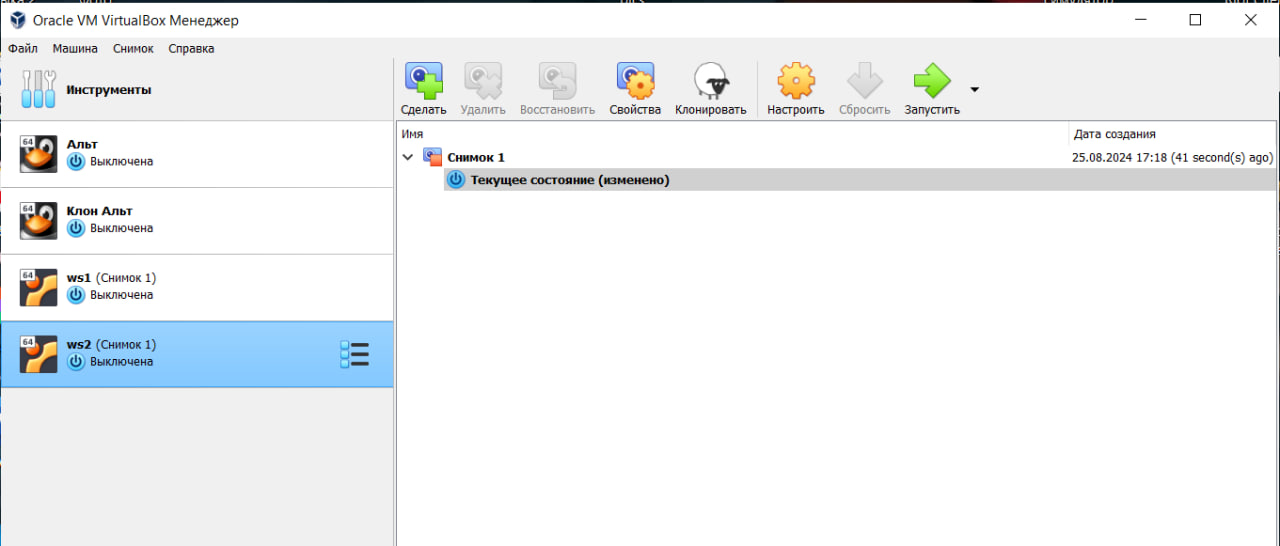 Oracle VM VirtualBox Менеджер
Файл Машина Снимок Справка
Инструменты
Сделать Удалить Восстановить Свойства Клонировать Настроить Сбросить Запустить
Имя Дата создания
Снимок 1 25.08.2024 17:18 (41 second(s) ago)
Текущее состояние (изменено)
64 Альт
Выключена
64 Клон Альт
Выключена
64 ws1 (Снимок 1)
Выключена
64 ws2 (Снимок 1)
Выключена